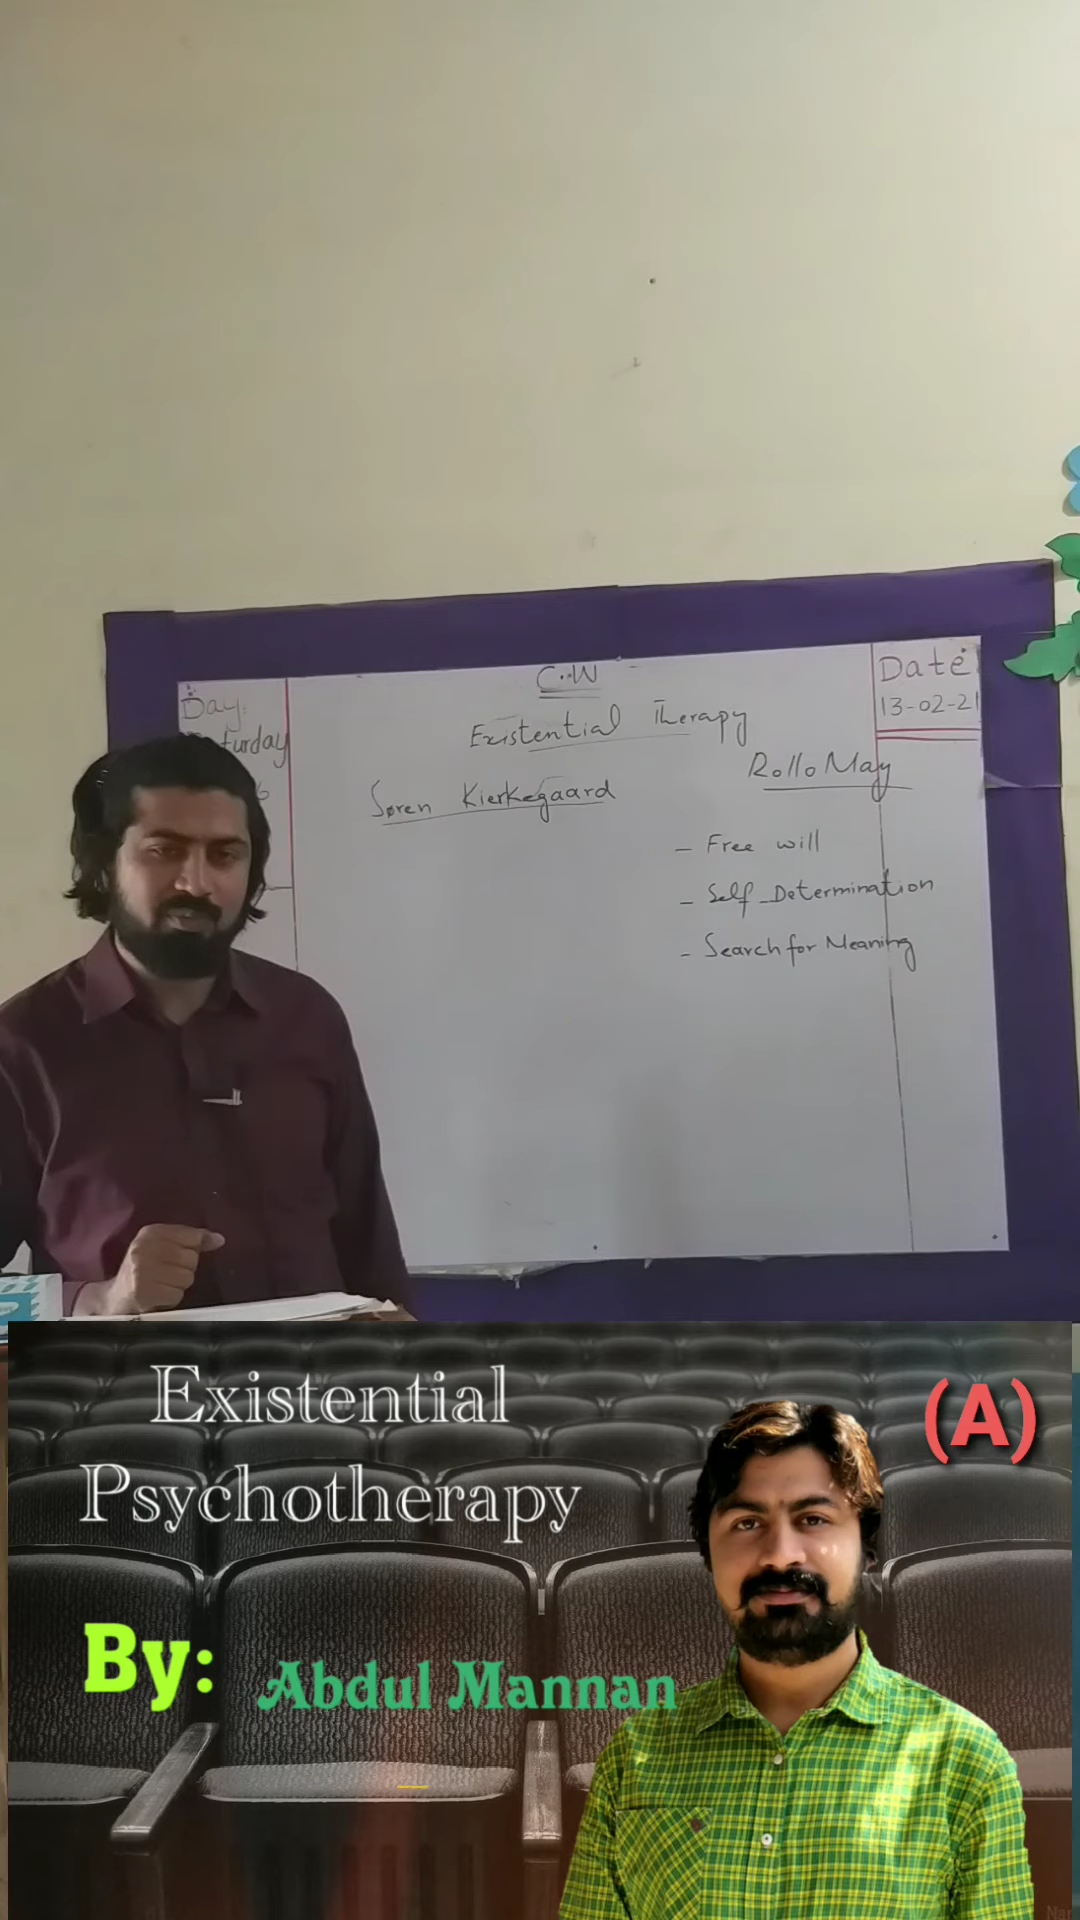 C.W
Existential Therapy
Day:
Date
13-02-21
Søren Kierkegaard
Rollo May
- Free will
- Self-Determination
- Search for Meaning
Existential
Psychotherapy
(A)
By: Abdul Mannan